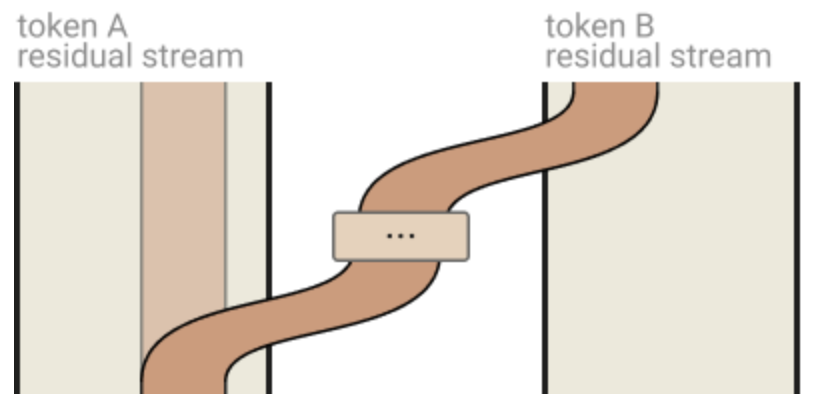 token A
residual stream
token B
residual stream
...